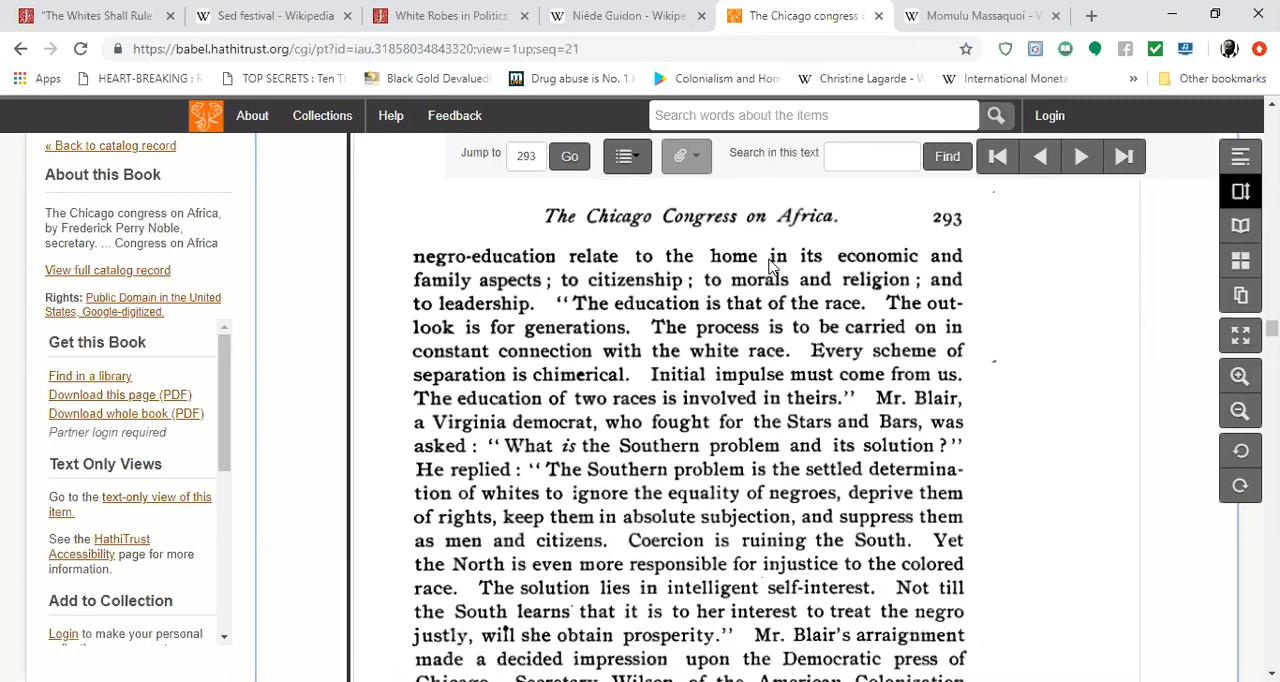 "The Whites Shall Rule
Sed festival - Wikipedia
White Robes in Politics
Niède Guidon - Wikipe
The Chicago congress o
Momulu Massaquoi - W
https://babel.hathitrust.org/cgi/pt?id=iau.31858034843320;view=1up;seq=21
Apps
HEART-BREAKING : R
TOP SECRETS : Ten Th
Black Gold Devalued
Drug abuse is No. 1 k
Colonialism and Hom
Christine Lagarde - W
International Moneta
»
Other bookmarks
About
Collections
Help
Feedback
Search words about the items
Login
« Back to catalog record
About this Book
The Chicago congress on Africa,
by Frederick Perry Noble,
secretary. ... Congress on Africa
View full catalog record
Rights: Public Domain in the United
States, Google-digitized.
Get this Book
Find in a library
Download this page (PDF)
Download whole book (PDF)
Partner login required
Text Only Views
Go to the text-only view of this
item.
See the HathiTrust
Accessibility page for more
information.
Add to Collection
Login to make your personal
Jump to 293 Go
Search in this text Find
The Chicago Congress on Africa. 293
negro-education relate to the home in its economic and
family aspects ; to citizenship ; to morals and religion ; and
to leadership. “The education is that of the race. The out-
look is for generations. The process is to be carried on in
constant connection with the white race. Every scheme of
separation is chimerical. Initial impulse must come from us.
The education of two races is involved in theirs.” Mr. Blair,
a Virginia democrat, who fought for the Stars and Bars, was
asked : “What is the Southern problem and its solution ?”
He replied : “The Southern problem is the settled determina-
tion of whites to ignore the equality of negroes, deprive them
of rights, keep them in absolute subjection, and suppress them
as men and citizens. Coercion is ruining the South. Yet
the North is even more responsible for injustice to the colored
race. The solution lies in intelligent self-interest. Not till
the South learns that it is to her interest to treat the negro
justly, will she obtain prosperity.” Mr. Blair's arraignment
made a decided impression upon the Democratic press of
Chicago. Secretary Wilson of the American Colonization